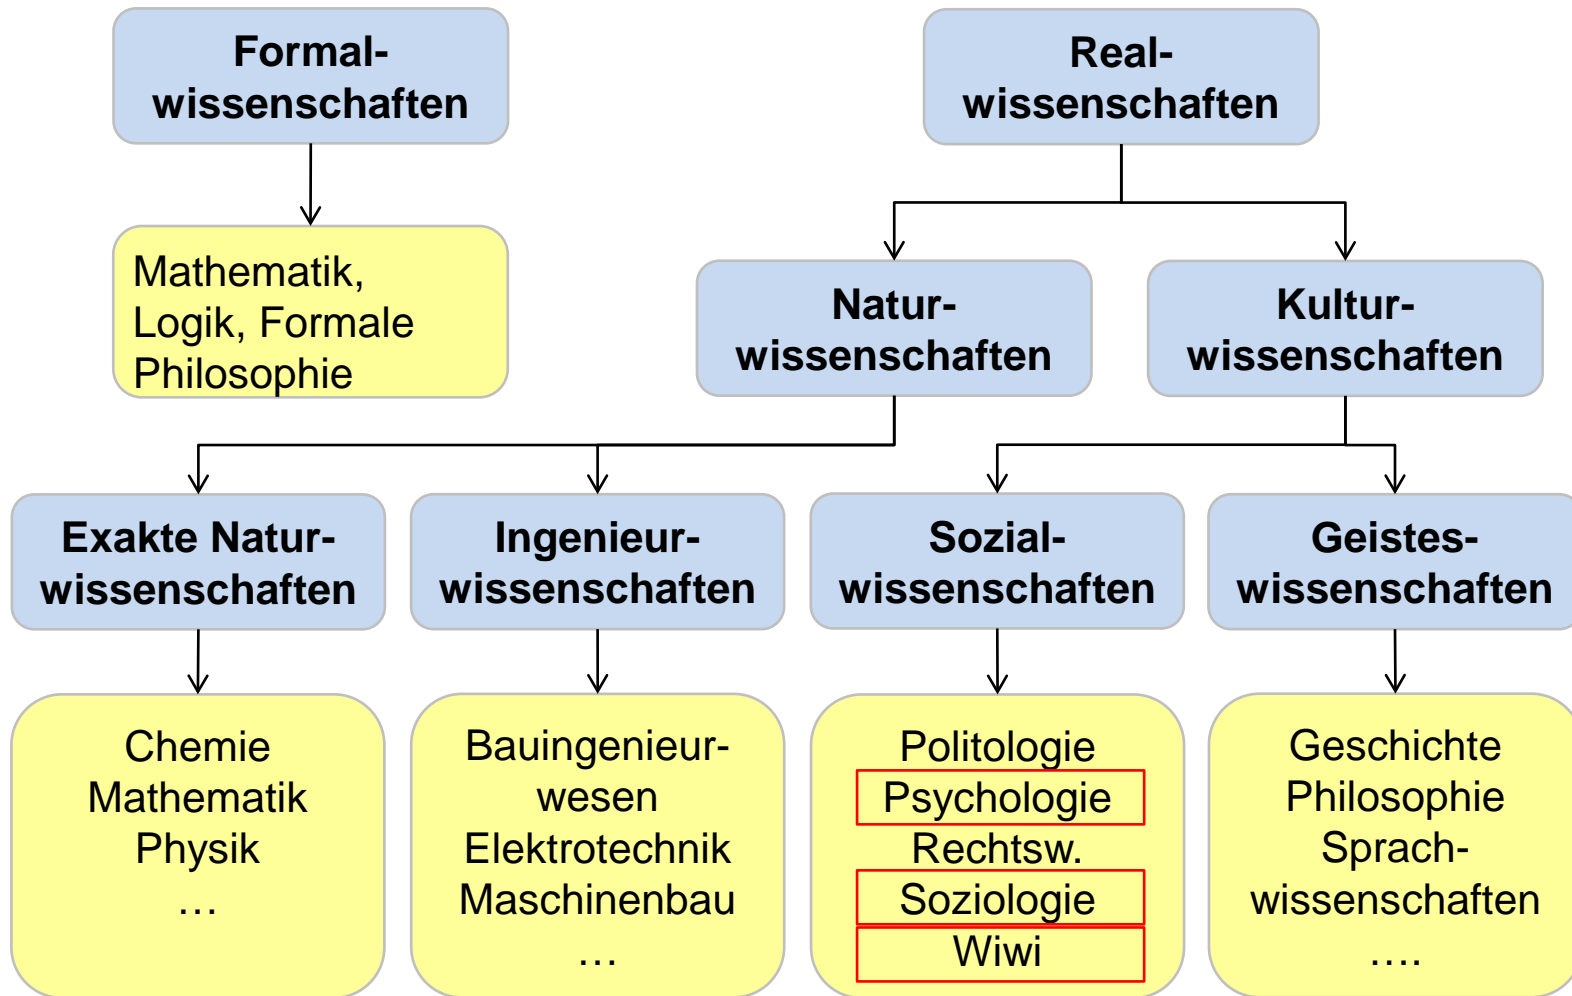 Formal-
wissenschaften
Real-
wissenschaften
Mathematik,
Logik, Formale
Philosophie
Natur-
wissenschaften
Kultur-
wissenschaften
Exakte Natur-
wissenschaften
Ingenieur-
wissenschaften
Sozial-
wissenschaften
Geistes-
wissenschaften
Chemie
Mathematik
Physik
…
Bauingenieur-
wesen
Elektrotechnik
Maschinenbau
…
Politologie
Psychologie
Rechtsw.
Soziologie
Wiwi
Geschichte
Philosophie
Sprach-
wissenschaften
….